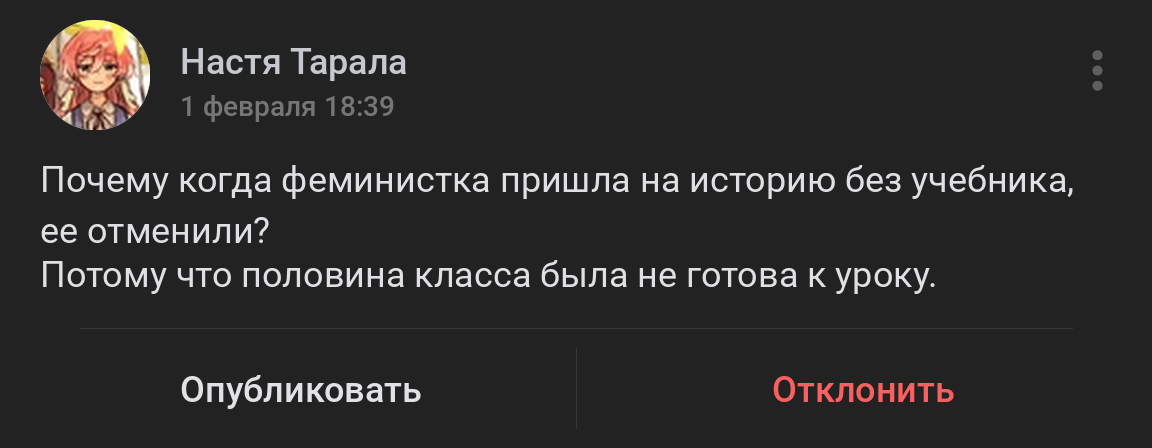 Настя Тарала
1 февраля 18:39
Почему когда феминистка пришла на историю без учебника,
ее отменили?
Потому что половина класса была не готова к уроку.
Опубликовать
Отклонить